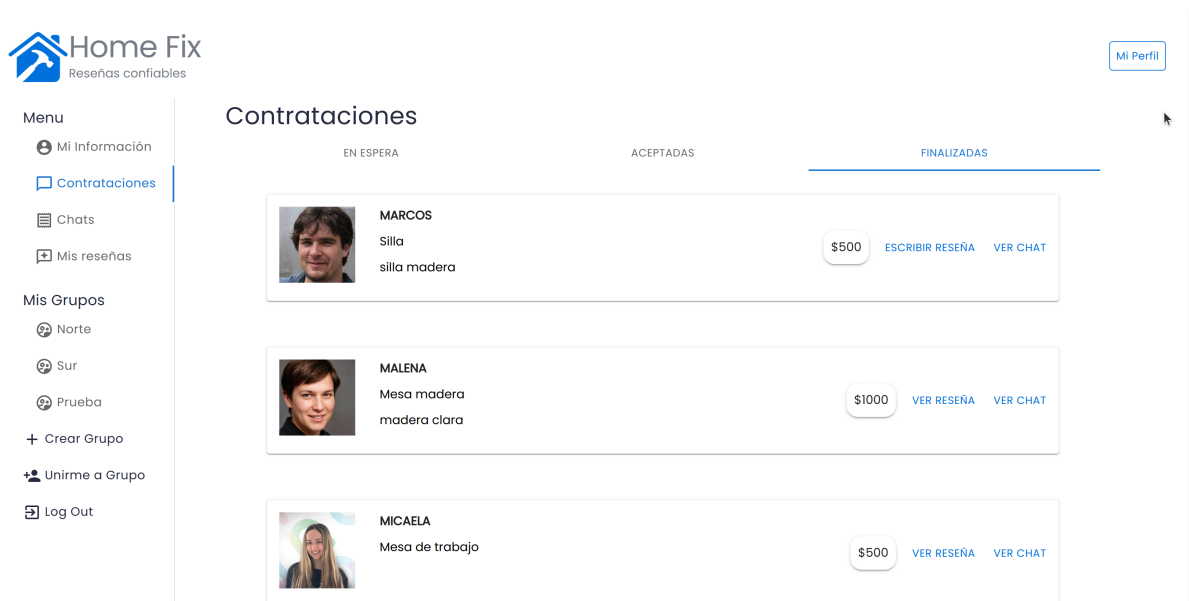 Home Fix
Reseñas confiables
Mi Perfil
Menu
Mi Información
Contrataciones
Chats
Mis reseñas
Mis Grupos
Norte
Sur
Prueba
Crear Grupo
Unirme a Grupo
Log Out
Contrataciones
EN ESPERA ACEPTADAS FINALIZADAS
MARCOS
Silla
silla madera
$500 ESCRIBIR RESEÑA VER CHAT
MALENA
Mesa madera
madera clara
$1000 VER RESEÑA VER CHAT
MICAELA
Mesa de trabajo
$500 VER RESEÑA VER CHAT